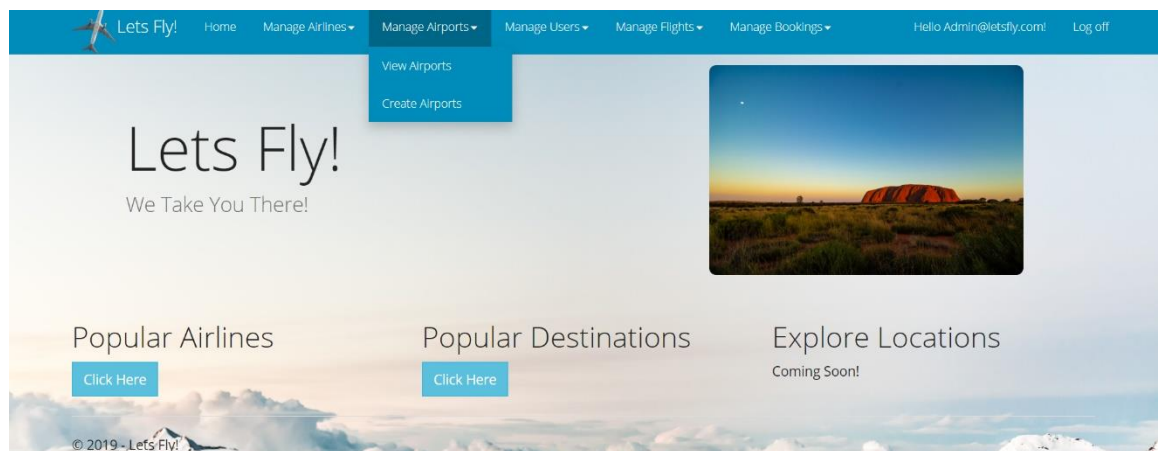 Lets Fly! Home Manage Airlines Manage Airports Manage Users Manage Flights Manage Bookings Hello Admin@letsfly.com! Log off
View Airports
Create Airports
Lets Fly!
We Take You There!
Popular Airlines Popular Destinations Explore Locations
Click Here Click Here Coming Soon!
© 2019 - Lets Fly!